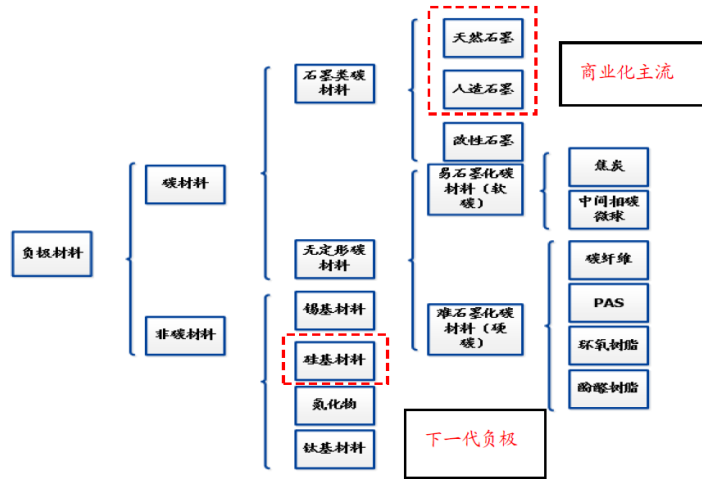 天然石墨
石墨类碳
材料
人造石墨
商业化主流
改性石墨
碳材料
易石墨化碳
材料（软
碳）
焦炭
中间相碳
微球
负极材料
无定形碳
材料
碳纤维
锡基材料
PAS
非碳材料
难石墨化碳
材料（硬
碳）
硅基材料
环氧树脂
氮化物
酚醛树脂
钛基材料
下一代负极